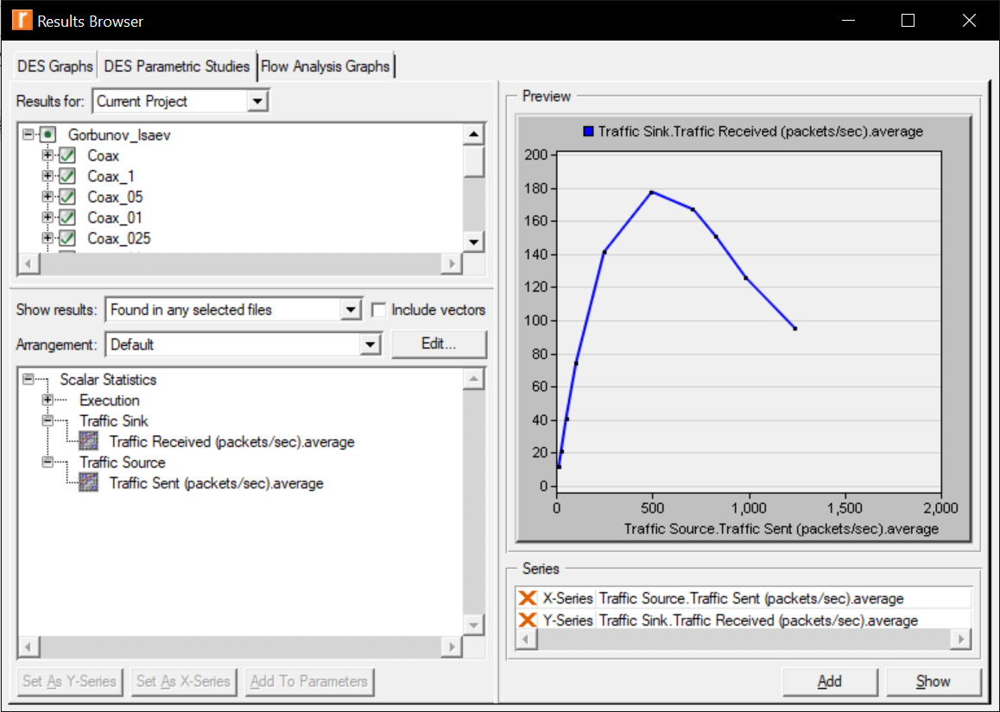 Results Browser
DES Graphs DES Parametric Studies Flow Analysis Graphs
Results for: Current Project
Gorbunov_Isaev
Coax
Coax_1
Coax_05
Coax_01
Coax_025
Show results: Found in any selected files Include vectors
Arrangement: Default Edit...
Scalar Statistics
Execution
Traffic Sink
Traffic Received (packets/sec).average
Traffic Source
Traffic Sent (packets/sec).average
Set As Y-Series Set As X-Series Add To Parameters
Preview
Traffic Sink.Traffic Received (packets/sec).average
200
180
160
140
120
100
80
60
40
20
0
0 500 1,000 1,500 2,000
Traffic Source.Traffic Sent (packets/sec).average
Series
X-Series Traffic Source.Traffic Sent (packets/sec).average
Y-Series Traffic Sink.Traffic Received (packets/sec).average
Add Show